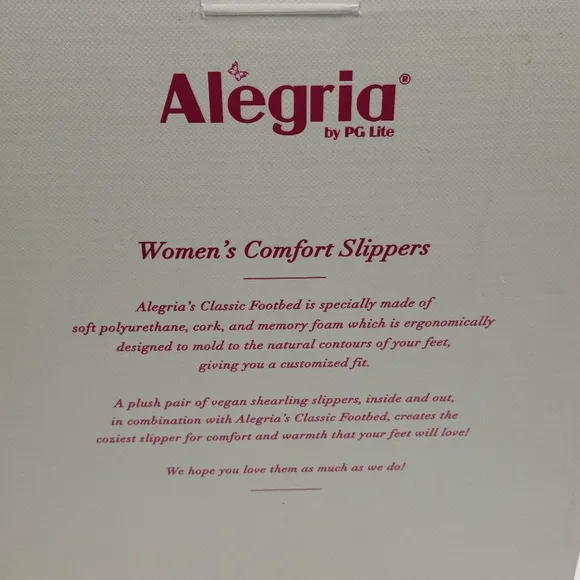 Alegria®
by PG Lite
Women's Comfort Slippers
Alegria's Classic Footbed is specially made of
soft polyurethane, cork, and memory foam which is ergonomically
designed to mold to the natural contours of your feet,
giving you a customized fit.
A plush pair of vegan shearling slippers, inside and out,
in combination with Alegria's Classic Footbed, creates the
coziest slipper for comfort and warmth that your feet will love!
We hope you love them as much as we do!